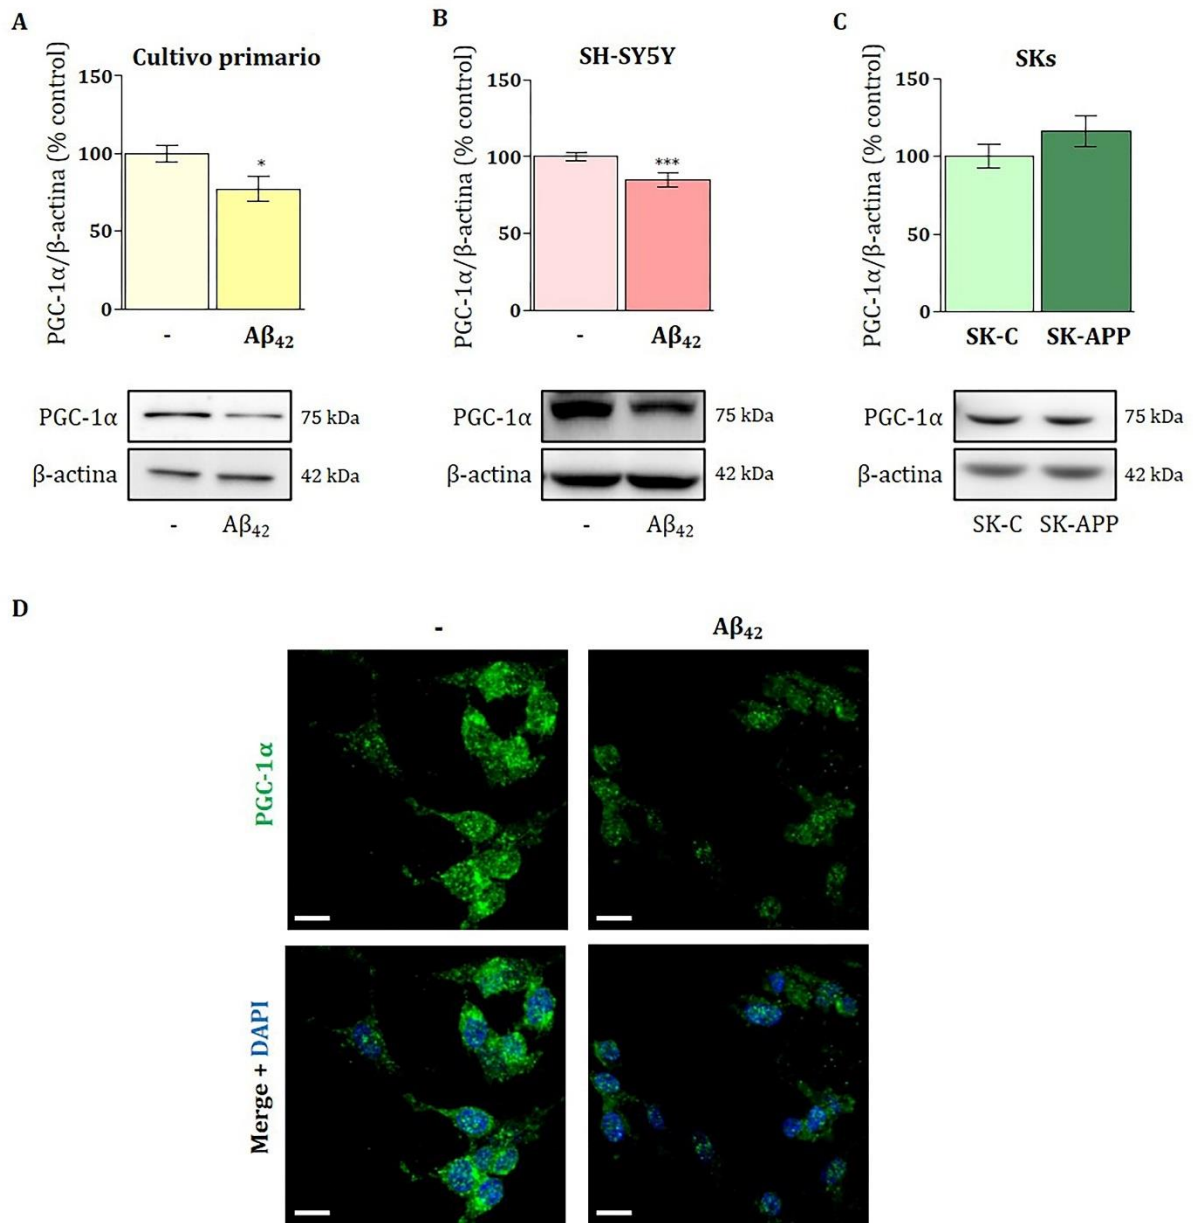 A
Cultivo primario
PGC-1α/β-actina (% control)
150
100
50
0
*
-
Aβ₄₂
PGC-1α
75 kDa
β-actina
42 kDa
-
Aβ₄₂
B
SH-SY5Y
PGC-1α/β-actina (% control)
150
100
50
0
***
-
Aβ₄₂
PGC-1α
75 kDa
β-actina
42 kDa
-
Aβ₄₂
C
SKs
PGC-1α/β-actina (% control)
150
100
50
0
SK-C SK-APP
PGC-1α
75 kDa
β-actina
42 kDa
SK-C SK-APP
D
-
Aβ₄₂
PGC-1α
Merge + DAPI